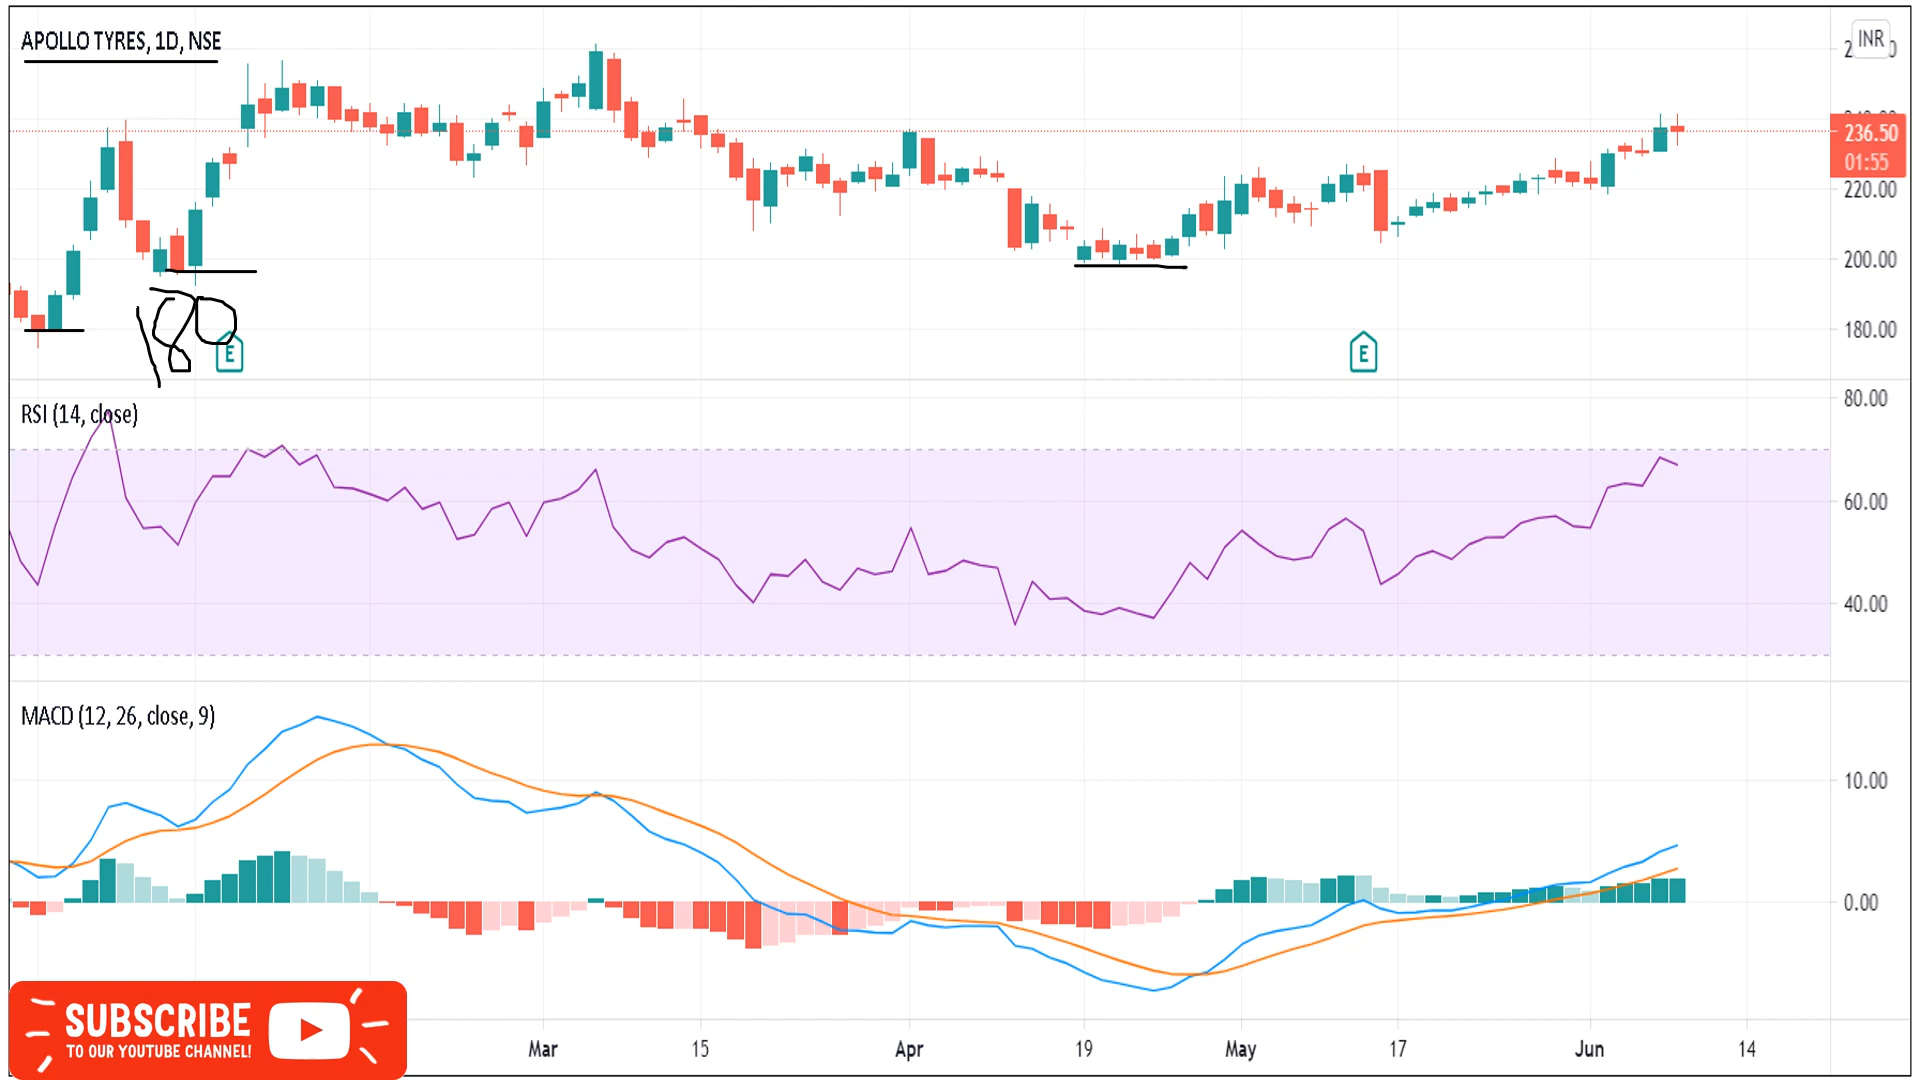 APOLLO TYRES, 1D, NSE
INR
236.50
01:55
220.00
200.00
180
180.00
E
E
RSI (14, close)
80.00
60.00
40.00
MACD (12, 26, close, 9)
10.00
0.00
SUBSCRIBE
TO OUR YOUTUBE CHANNEL!
Mar 15 Apr 19 May 17 Jun 14